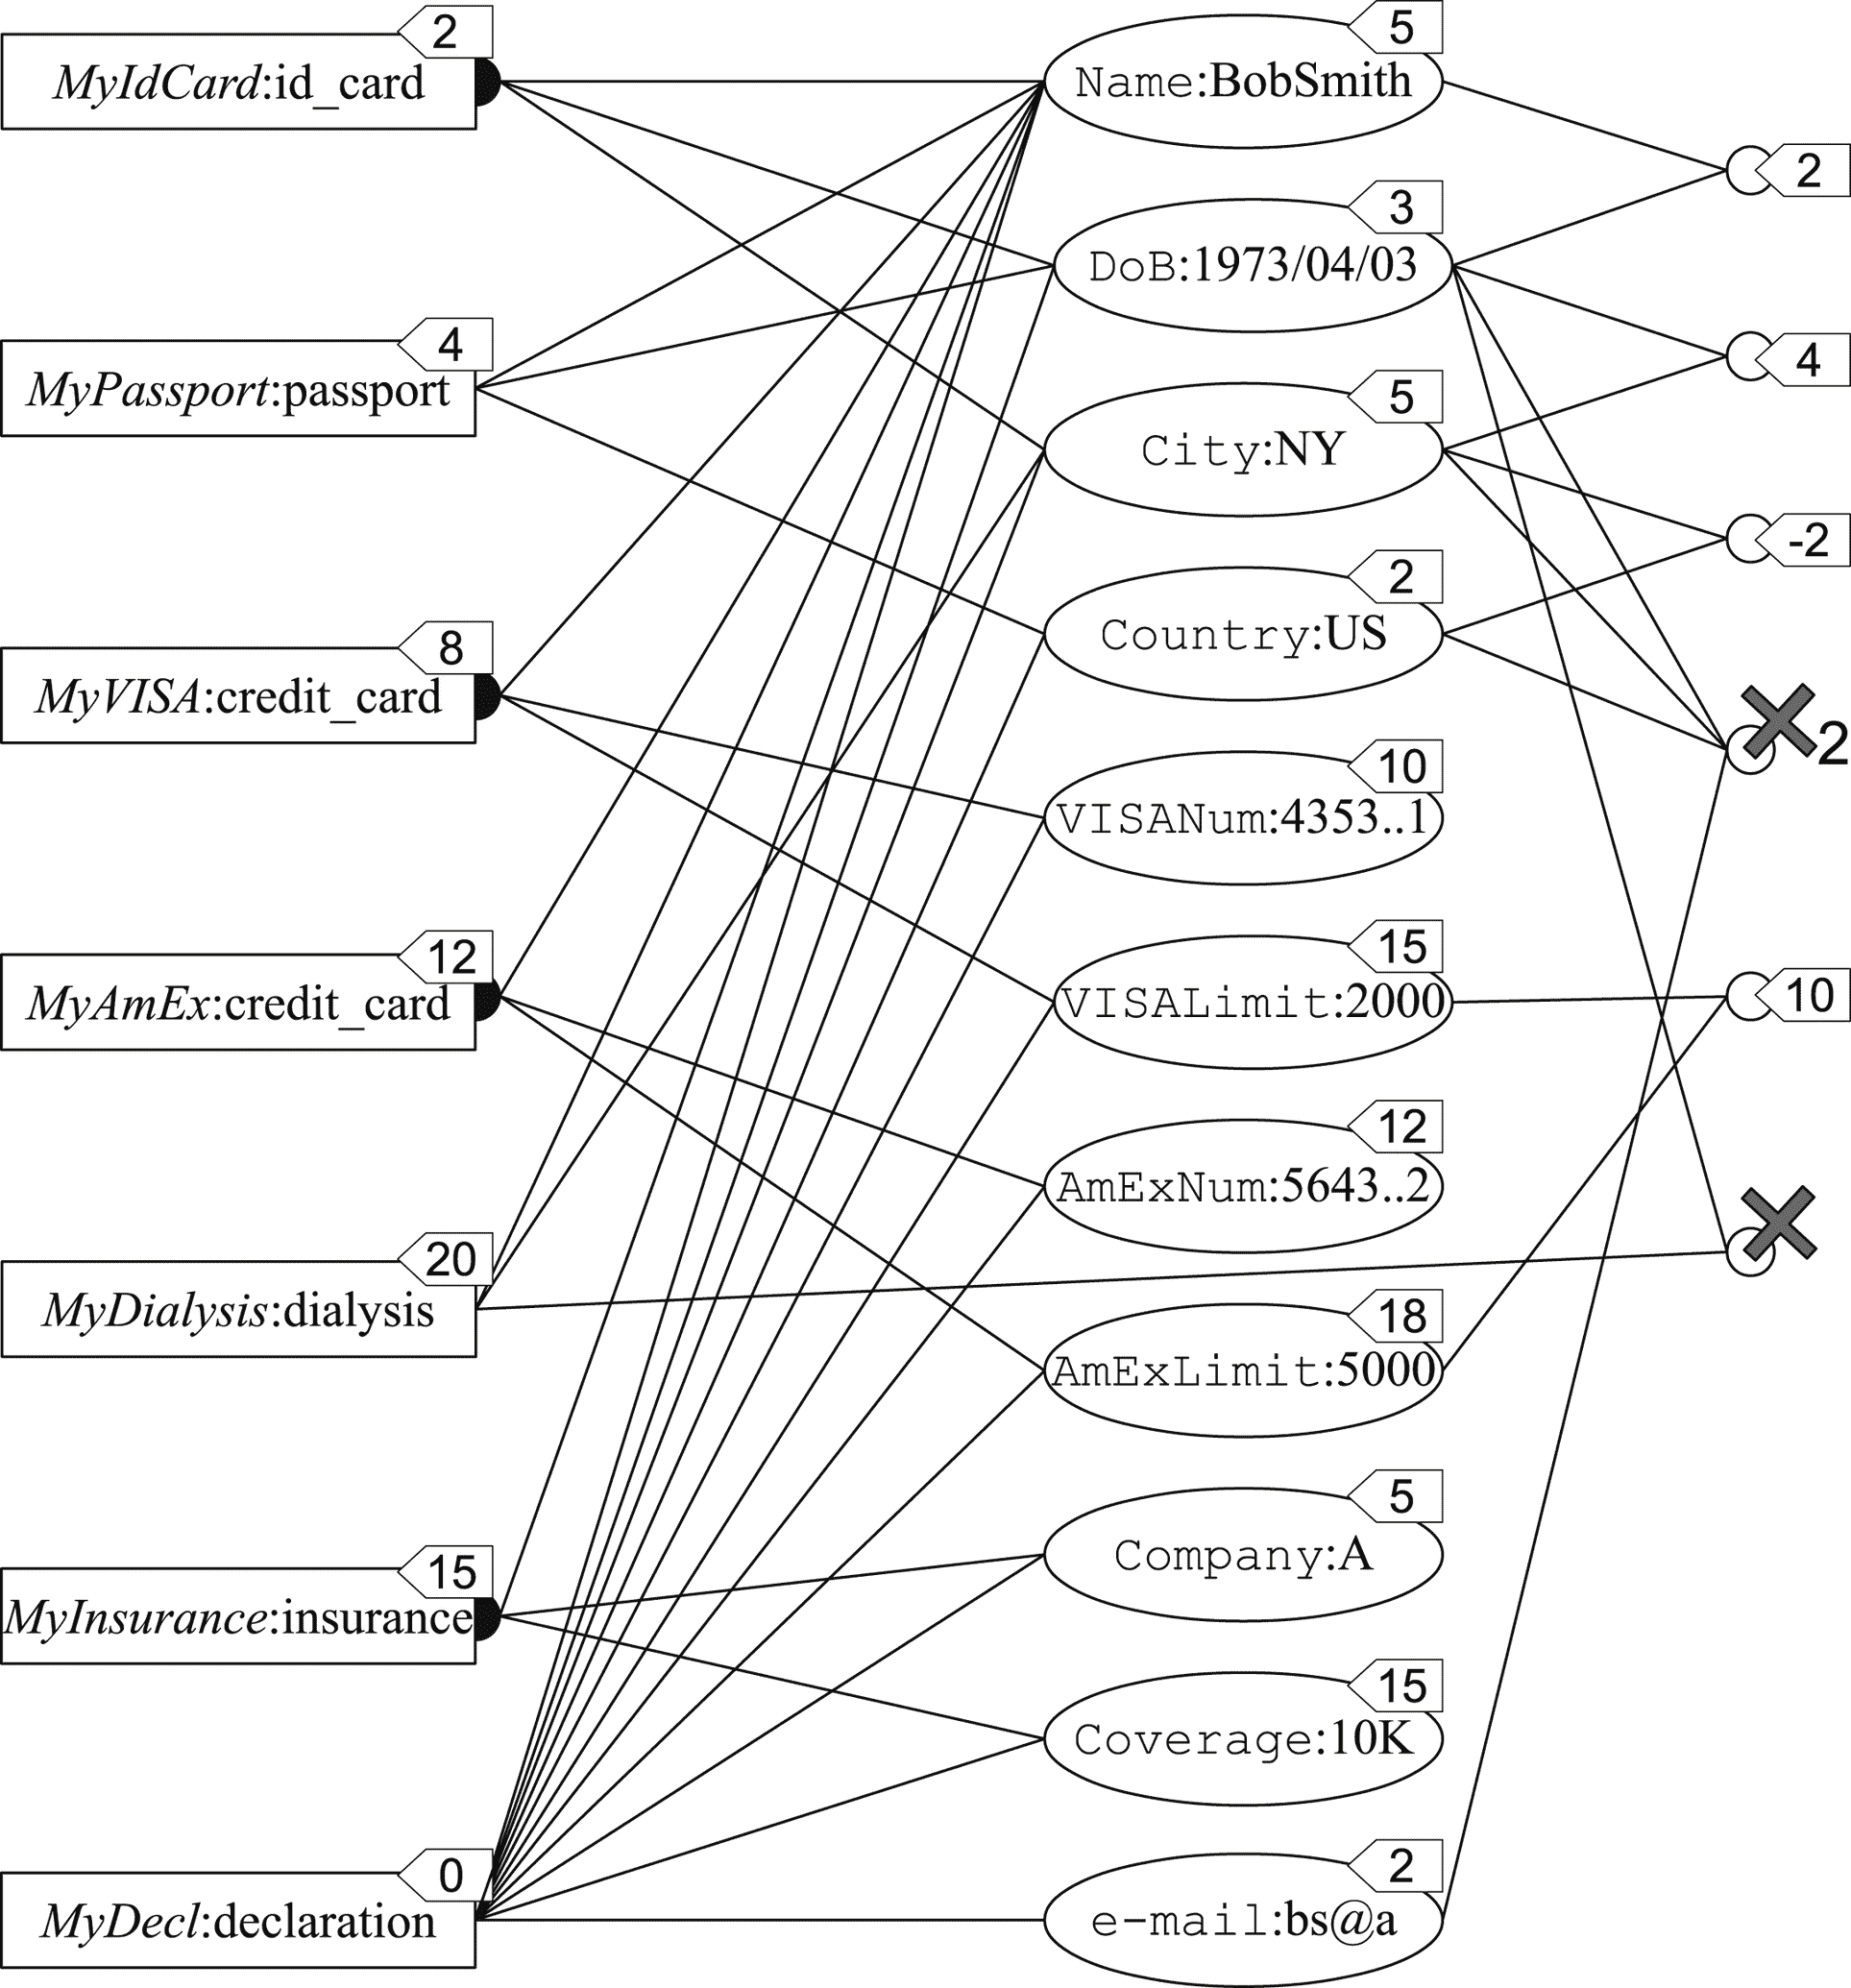 2
MyIdCard:id_card
4
MyPassport:passport
8
MyVISA:credit_card
12
MyAmEx:credit_card
20
MyDialysis:dialysis
15
MyInsurance:insurance
0
MyDecl:declaration
5
Name:BobSmith
3
DoB:1973/04/03
5
City:NY
2
Country:US
10
VISANum:4353..1
15
VISALimit:2000
12
AmExNum:5643..2
18
AmExLimit:5000
5
Company:A
15
Coverage:10K
2
e-mail:bs@a
2
4
-2
2
10